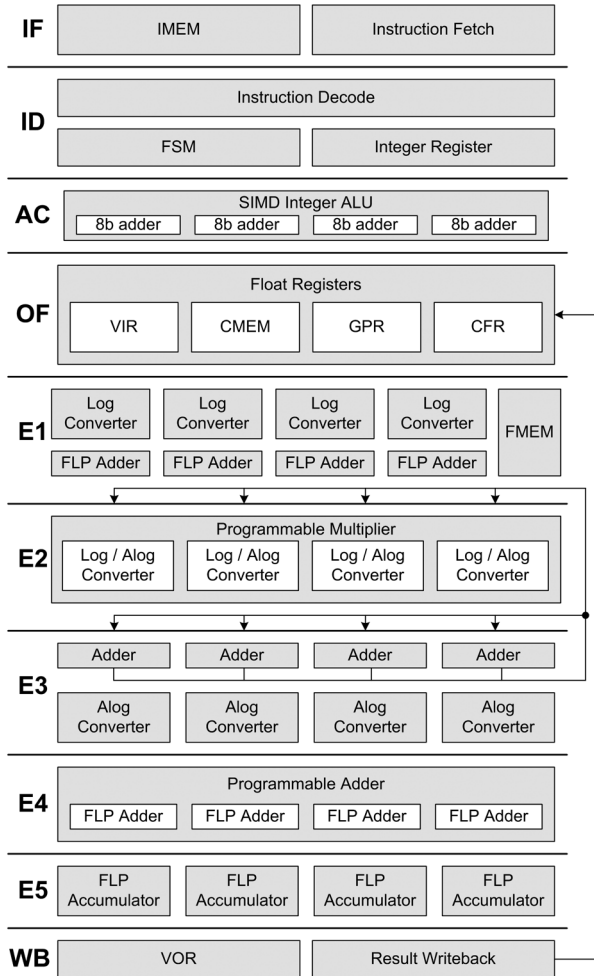 IF
IMEM
Instruction Fetch
ID
Instruction Decode
FSM
Integer Register
AC
SIMD Integer ALU
8b adder
8b adder
8b adder
8b adder
OF
Float Registers
VIR
CMEM
GPR
CFR
E1
Log
Converter
Log
Converter
Log
Converter
Log
Converter
FMEM
FLP Adder
FLP Adder
FLP Adder
FLP Adder
E2
Programmable Multiplier
Log / Alog
Converter
Log / Alog
Converter
Log / Alog
Converter
Log / Alog
Converter
E3
Adder
Adder
Adder
Adder
Alog
Converter
Alog
Converter
Alog
Converter
Alog
Converter
E4
Programmable Adder
FLP Adder
FLP Adder
FLP Adder
FLP Adder
E5
FLP
Accumulator
FLP
Accumulator
FLP
Accumulator
FLP
Accumulator
WB
VOR
Result Writeback